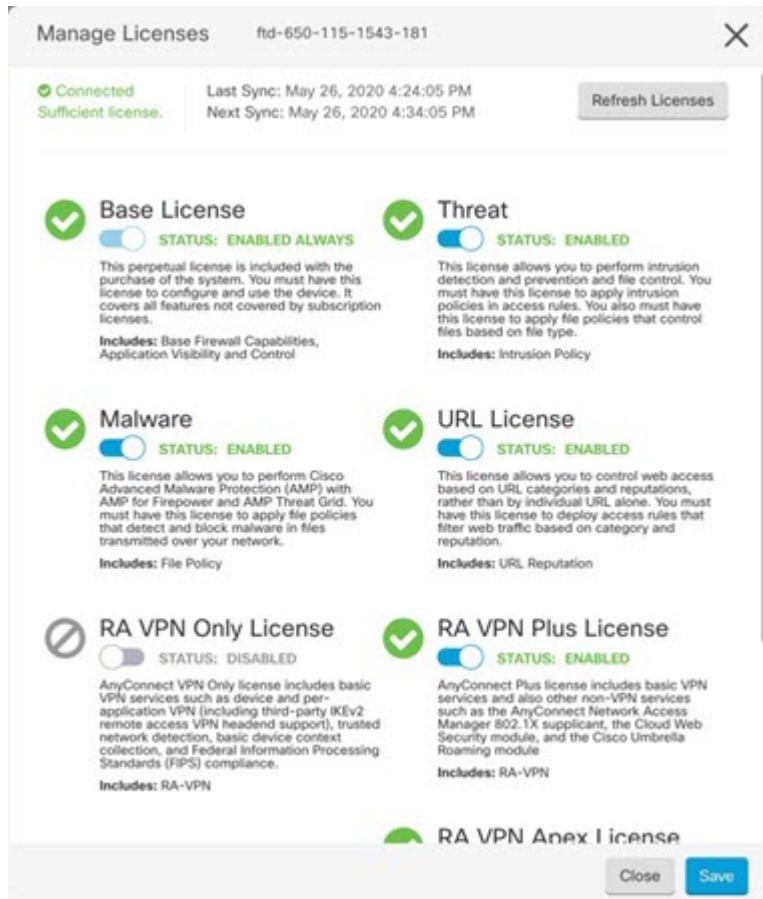 Manage Licenses ftd-650-115-1543-181
Connected
Sufficient license.
Last Sync: May 26, 2020 4:24:05 PM
Next Sync: May 26, 2020 4:34:05 PM
Refresh Licenses
Base License
STATUS: ENABLED ALWAYS
This perpetual license is included with the
purchase of the system. You must have this
license to configure and use the device. It
covers all features not covered by subscription
licenses.
Includes: Base Firewall Capabilities,
Application Visibility and Control
Threat
STATUS: ENABLED
This license allows you to perform intrusion
detection and prevention and file control. You
must have this license to apply intrusion
policies in access rules. You also must have
this license to apply file policies that control
files based on file type.
Includes: Intrusion Policy
Malware
STATUS: ENABLED
This license allows you to perform Cisco
Advanced Malware Protection (AMP) with
AMP for Firepower and AMP Threat Grid. You
must have this license to apply file policies
that detect and block malware in files
transmitted over your network.
Includes: File Policy
URL License
STATUS: ENABLED
This license allows you to control web access
based on URL categories and reputations,
rather than by individual URL alone. You must
have this license to deploy access rules that
filter web traffic based on category and
reputation.
Includes: URL Reputation
RA VPN Only License
STATUS: DISABLED
AnyConnect VPN Only license includes basic
VPN services such as device and per-
application VPN (including third-party IKEv2
remote access VPN headend support), trusted
network detection, basic device context
collection, and Federal Information Processing
Standards (FIPS) compliance.
Includes: RA-VPN
RA VPN Plus License
STATUS: ENABLED
AnyConnect Plus license includes basic VPN
services and also other non-VPN services
such as the AnyConnect Network Access
Manager 802.1X supplicant, the Cloud Web
Security module, and the Cisco Umbrella
Roaming module
Includes: RA-VPN
RA VPN Apex License
Close
Save